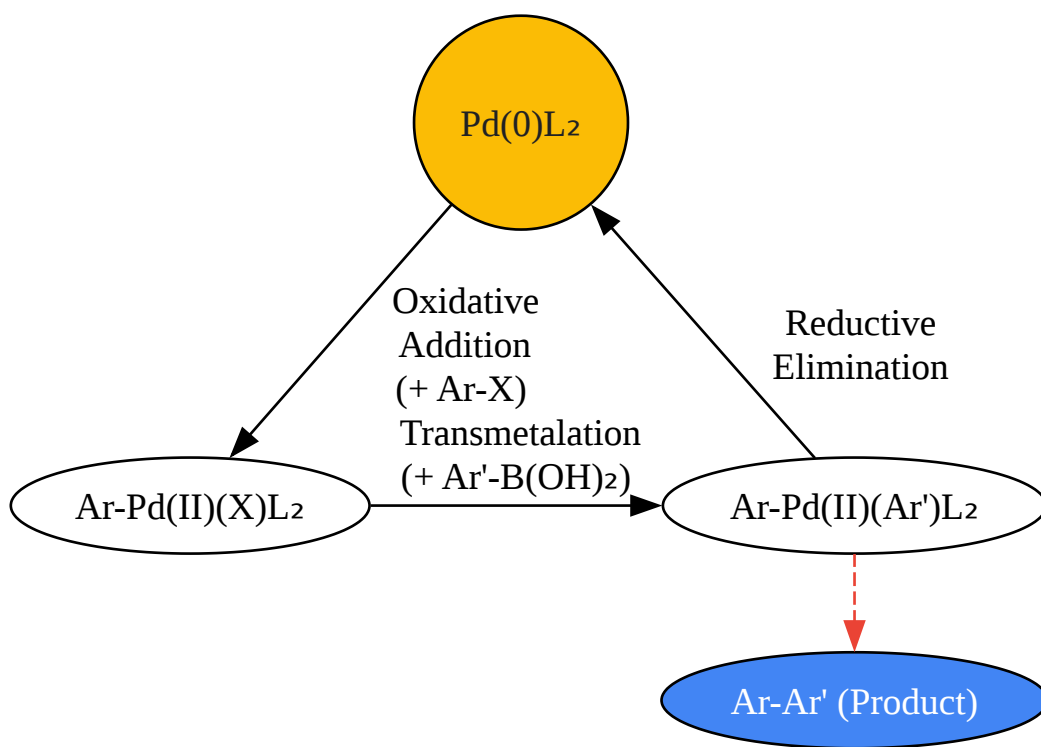 Pd(0)L₂
Oxidative
Addition
(+ Ar-X)
Transmetalation
(+ Ar'-B(OH)₂)
Reductive
Elimination
Ar-Pd(II)(X)L₂
Ar-Pd(II)(Ar')L₂
Ar-Ar' (Product)